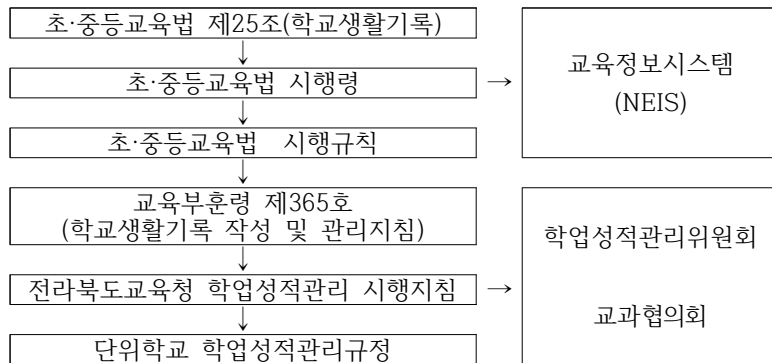 초·중등교육법 제25조(학교생활기록)
초·중등교육법 시행령
초·중등교육법 시행규칙
교육부훈령 제365호
(학교생활기록 작성 및 관리지침)
전라북도교육청 학업성적관리 시행지침
단위학교 학업성적관리규정
교육정보시스템
(NEIS)
학업성적관리위원회
교과협의회